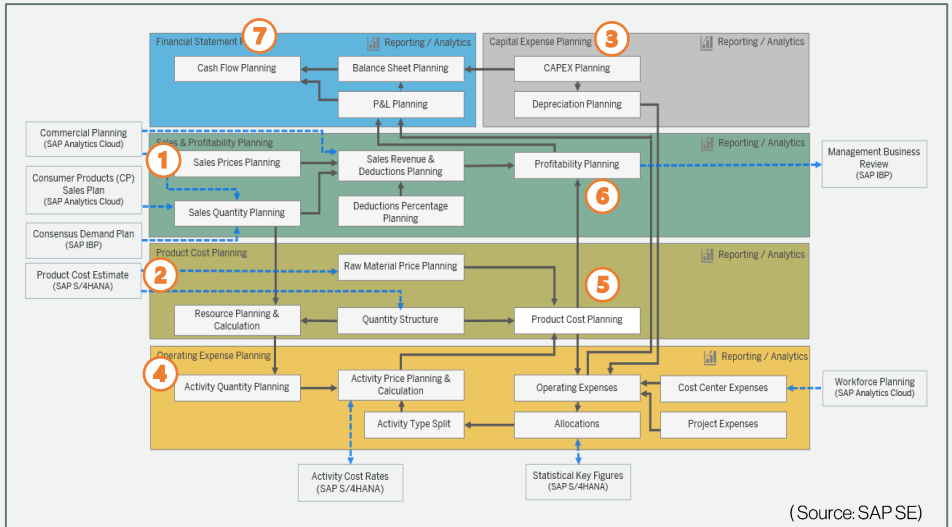 7
3
Financial Statement P
Reporting / Analytics
Capital Expense Planning
Reporting / Analytics
Cash Flow Planning
Balance Sheet Planning
CAPEX Planning
P&L Planning
Depreciation Planning
Commercial Planning
(SAP Analytics Cloud)
Sales & Profitability Planning
Reporting / Analytics
1
Sales Prices Planning
Sales Revenue &
Deductions Planning
Profitability Planning
Management Business
Review
(SAP IBP)
Consumer Products (CP)
Sales Plan
(SAP Analytics Cloud)
6
Sales Quantity Planning
Deductions Percentage
Planning
Consensus Demand Plan
(SAP IBP)
Product Cost Planning
Reporting / Analytics
Product Cost Estimate
(SAP S/4HANA)
2
Raw Material Price Planning
5
Resource Planning &
Calculation
Quantity Structure
Product Cost Planning
Operating Expense Planning
Reporting / Analytics
4
Activity Quantity Planning
Activity Price Planning &
Calculation
Operating Expenses
Cost Center Expenses
Workforce Planning
(SAP Analytics Cloud)
Activity Type Split
Allocations
Project Expenses
Activity Cost Rates
(SAP S/4HANA)
Statistical Key Figures
(SAP S/4HANA)
(Source: SAP SE)